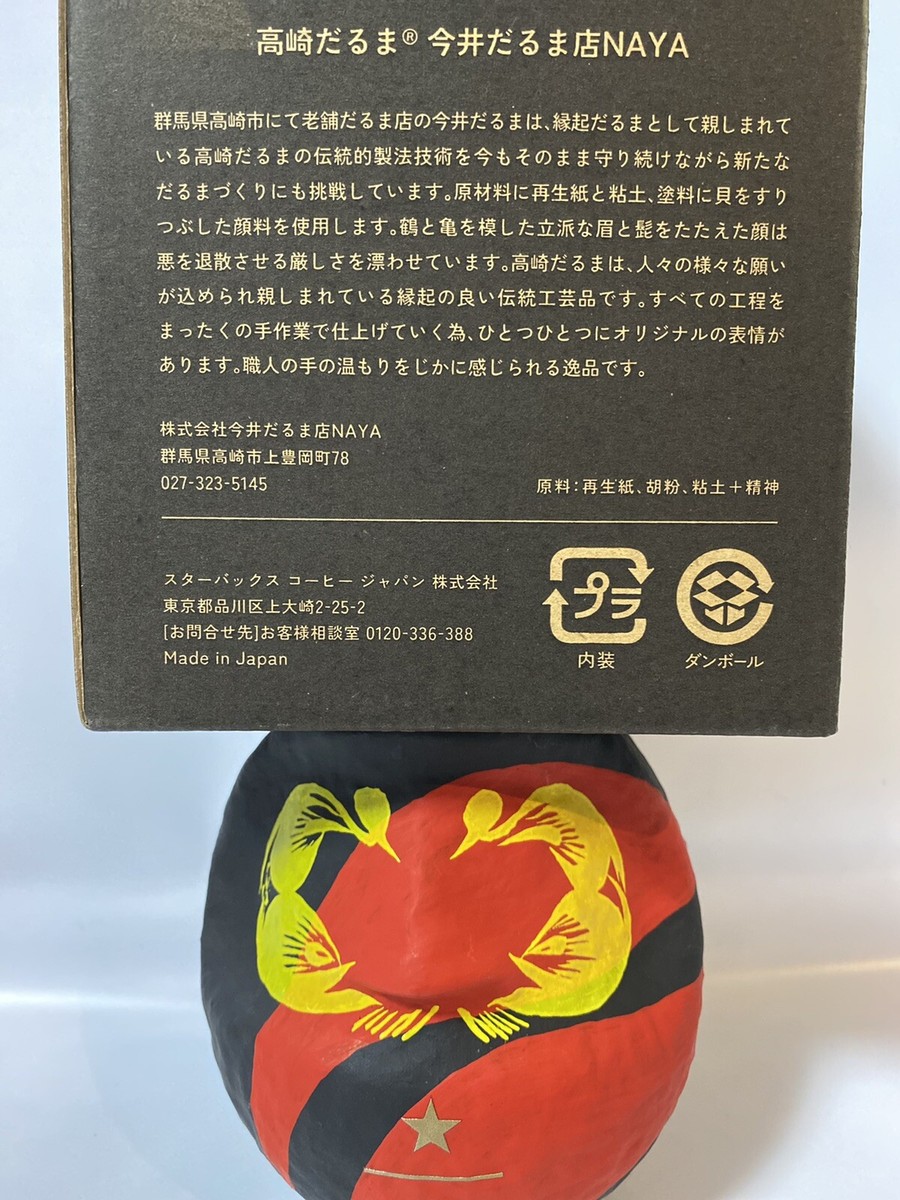 高崎だるま® 今井だるま店NAYA
群馬県高崎市にて老舗だるま店の今井だるまは、縁起だるまとして親しまれて
いる高崎だるまの伝統的製法技術を今もそのまま守り続けながら新たな
だるまづくりにも挑戦しています。原材料に再生紙と粘土、塗料に貝をすり
つぶした顔料を使用します。鶴と亀を模した立派な眉と髭をたたえた顔は
悪を退散させる厳しさを漂わせています。高崎だるまは、人々の様々な願い
が込められ親しまれている縁起の良い伝統工芸品です。すべての工程を
まったくの手作業で仕上げていく為、ひとつひとつにオリジナルの表情が
あります。職人の手の温もりをじかに感じられる逸品です。
株式会社今井だるま店NAYA
群馬県高崎市上豊岡町78
027-323-5145
原料：再生紙、胡粉、粘土＋精神
スターバックス コーヒー ジャパン 株式会社
東京都品川区上大崎2-25-2
[お問合せ先]お客様相談室 0120-336-388
Made in Japan
プラ
内装
ダンボール